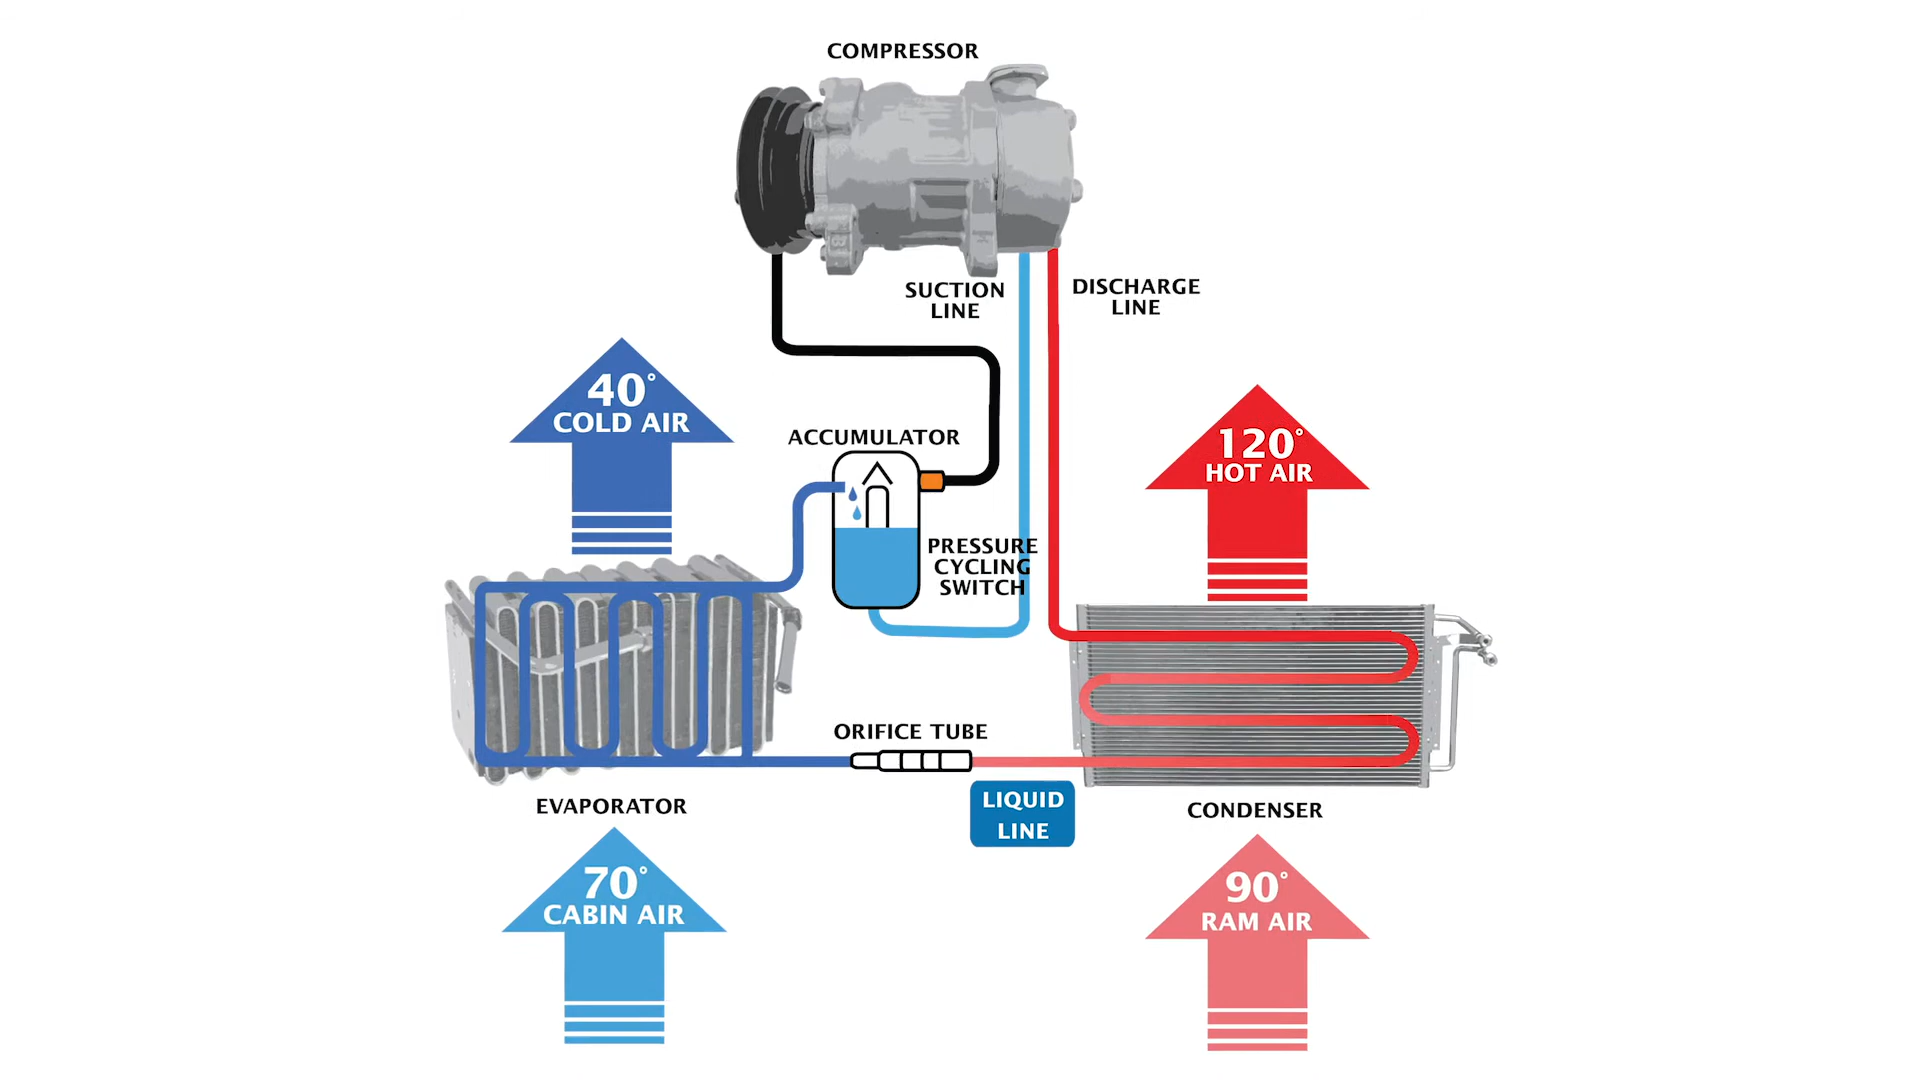 COMPRESSOR
SUCTION
LINE
DISCHARGE
LINE
40°
COLD AIR
ACCUMULATOR
120°
HOT AIR
PRESSURE
CYCLING
SWITCH
ORIFICE TUBE
LIQUID
LINE
EVAPORATOR
CONDENSER
70°
CABIN AIR
90°
RAM AIR